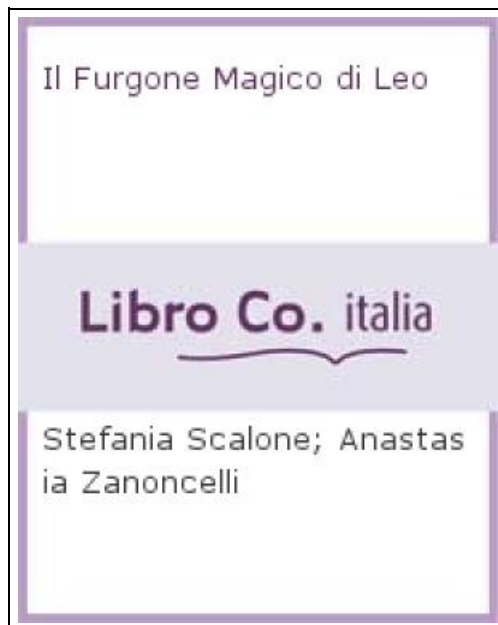 Il Furgone Magico di Leo
Libro Co. italia
Stefania Scalone; Anastas
ia Zanoncelli